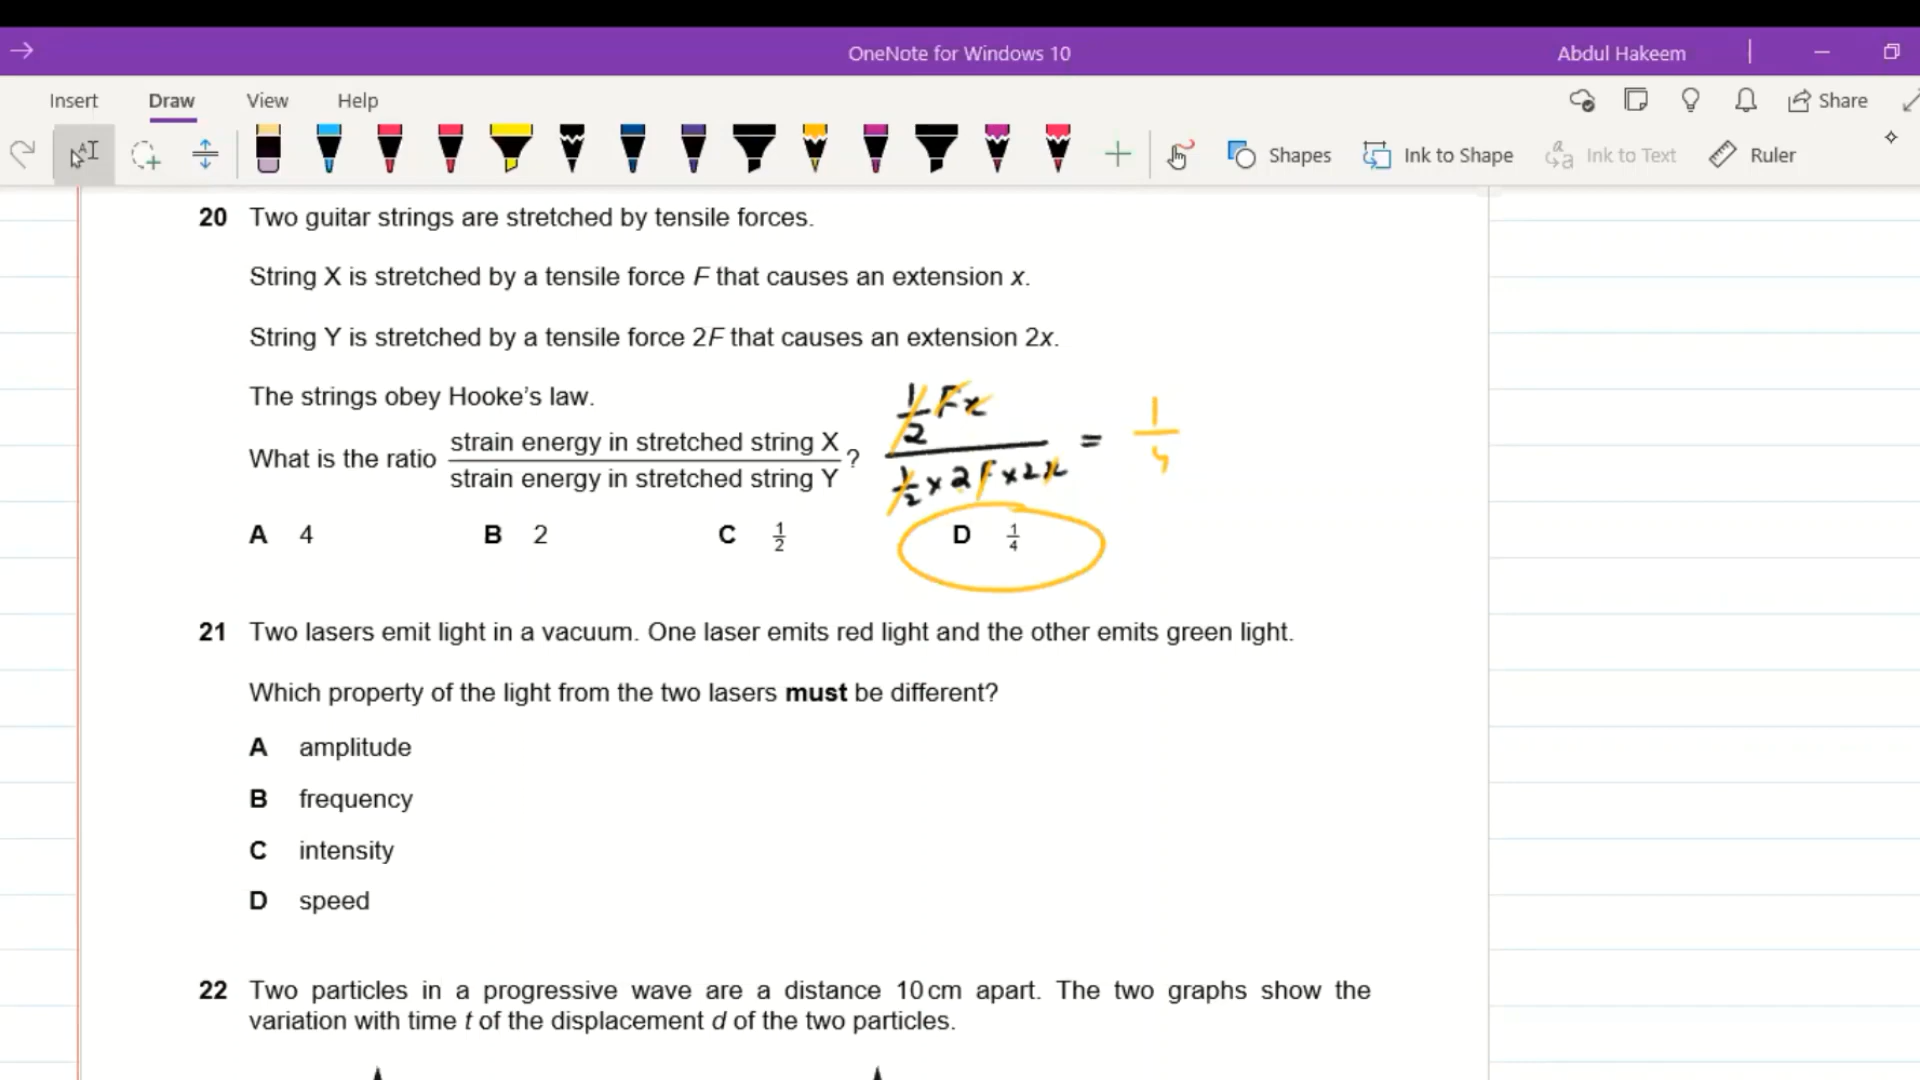 OneNote for Windows 10 Abdul Hakeem
Insert Draw View Help Share
Shapes Ink to Shape Ink to Text Ruler
20 Two guitar strings are stretched by tensile forces.
String X is stretched by a tensile force F that causes an extension x.
String Y is stretched by a tensile force 2F that causes an extension 2x.
The strings obey Hooke's law.
What is the ratio strain energy in stretched string X / strain energy in stretched string Y ?
1/2 Fx / 1/2 × 2F × 2x = 1/4
A 4 B 2 C 1/2 D 1/4
21 Two lasers emit light in a vacuum. One laser emits red light and the other emits green light.
Which property of the light from the two lasers must be different?
A amplitude
B frequency
C intensity
D speed
22 Two particles in a progressive wave are a distance 10 cm apart. The two graphs show the
variation with time t of the displacement d of the two particles.